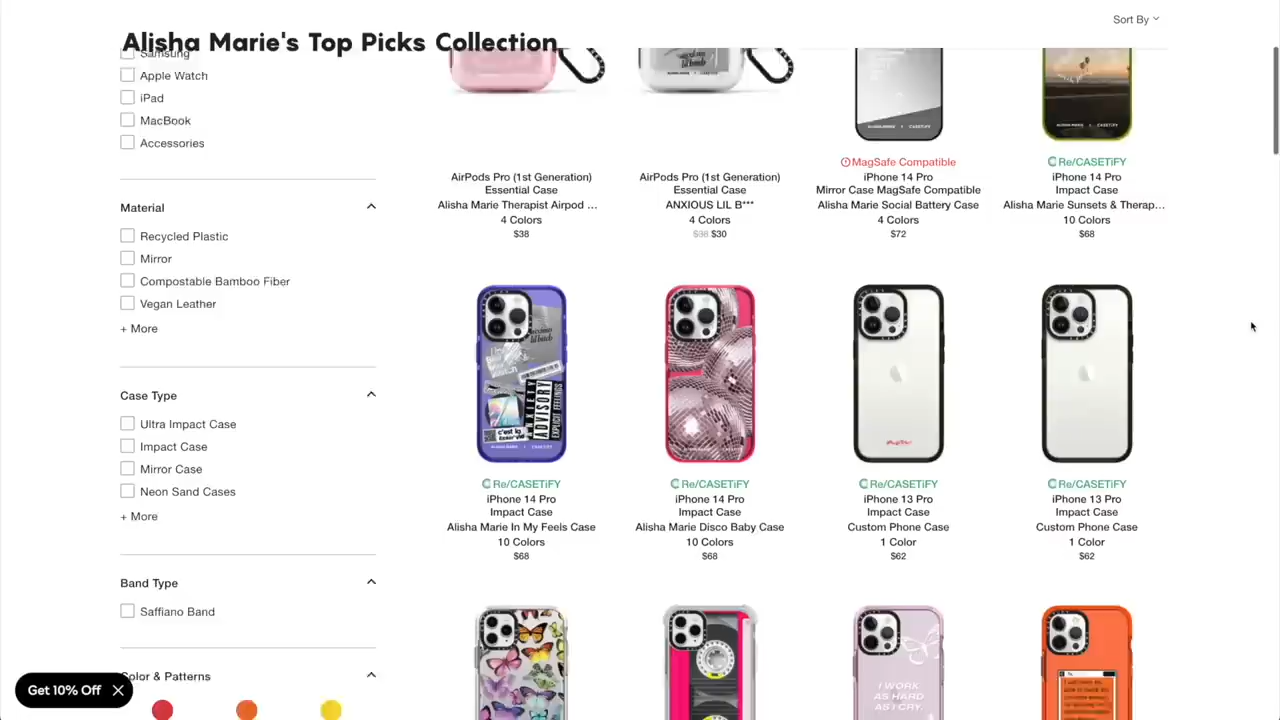 Sort By
Alisha Marie's Top Picks Collection
Samsung
Apple Watch
iPad
MacBook
Accessories
Material
Recycled Plastic
Mirror
Compostable Bamboo Fiber
Vegan Leather
+ More
Case Type
Ultra Impact Case
Impact Case
Mirror Case
Neon Sand Cases
+ More
Band Type
Saffiano Band
Color & Patterns
Get 10% Off
AirPods Pro (1st Generation)
Essential Case
Alisha Marie Therapist Airpod ...
4 Colors
$38
AirPods Pro (1st Generation)
Essential Case
ANXIOUS LIL B***
4 Colors
$38 $30
MagSafe Compatible
iPhone 14 Pro
Mirror Case MagSafe Compatible
Alisha Marie Social Battery Case
4 Colors
$72
Re/CASETiFY
iPhone 14 Pro
Impact Case
Alisha Marie Sunsets & Therap...
10 Colors
$68
ANXIETY
ADVISORY
EXPLICIT FEELINGS
c'est la
Re/CASETiFY
iPhone 14 Pro
Impact Case
Alisha Marie In My Feels Case
10 Colors
$68
Re/CASETiFY
iPhone 14 Pro
Impact Case
Alisha Marie Disco Baby Case
10 Colors
$68
Re/CASETiFY
iPhone 13 Pro
Impact Case
Custom Phone Case
1 Color
$62
Re/CASETiFY
iPhone 13 Pro
Impact Case
Custom Phone Case
1 Color
$62
I WORK
AS HARD
AS I CRY.